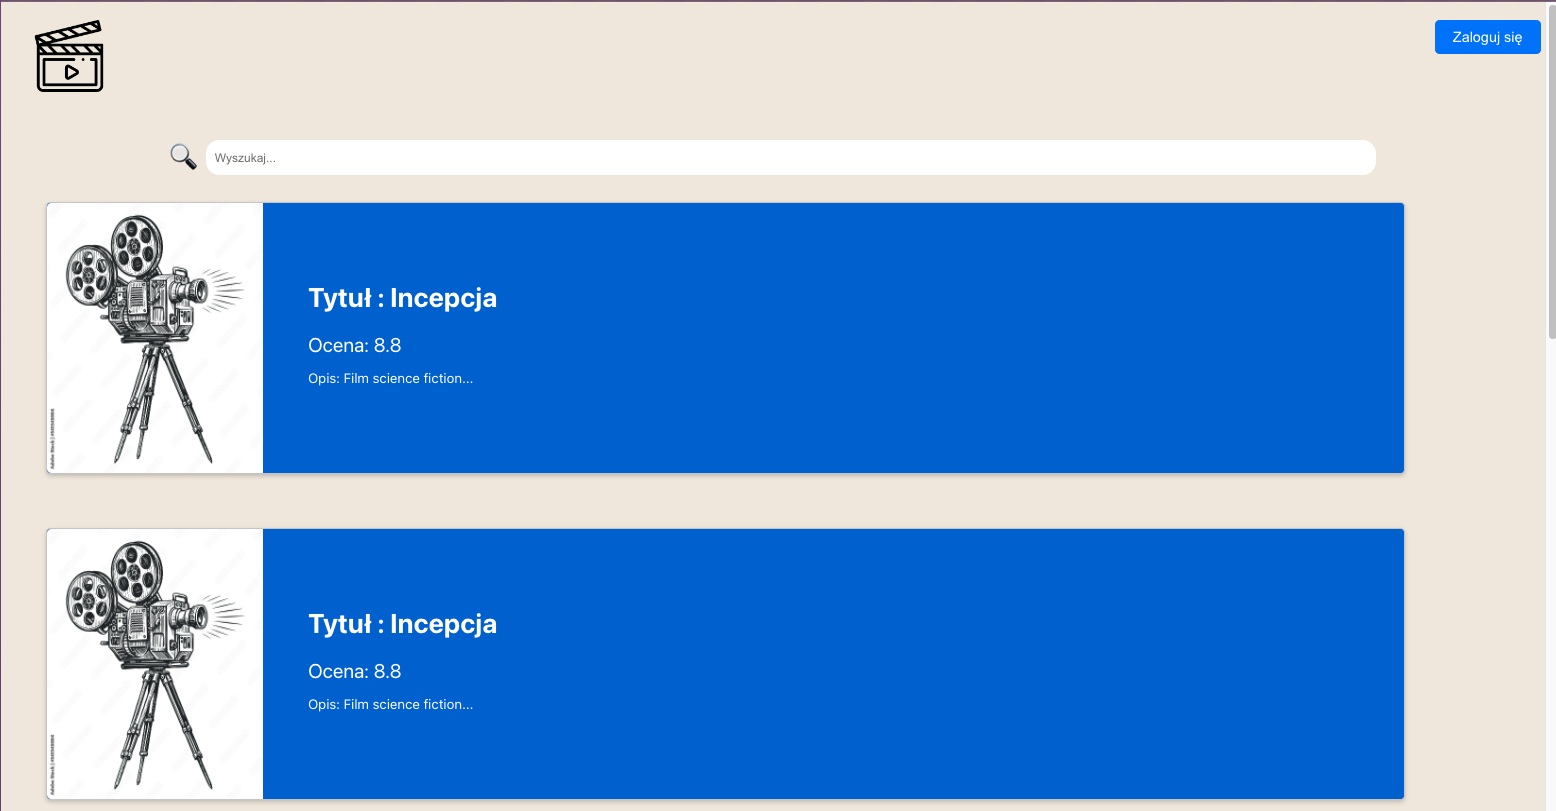 Zaloguj się
Wyszukaj...
Tytuł : Incepcja
Ocena: 8.8
Opis: Film science fiction...
Tytuł : Incepcja
Ocena: 8.8
Opis: Film science fiction...